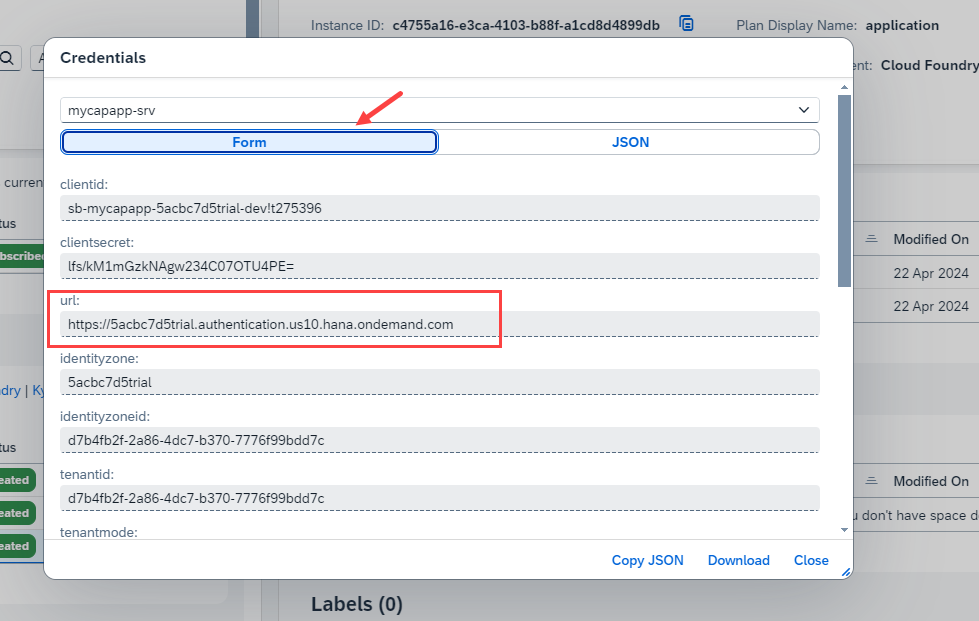 Instance ID: c4755a16-e3ca-4103-b88f-a1cd8d4899db Plan Display Name: application
ent: Cloud Foundry
Credentials
mycapapp-srv
Form JSON
curren
clientid:
sb-mycapapp-5acbc7d5trial-dev!t275396
tus
clientsecret:
Modified On
bscribed
lfs/kM1mGzkNAgw234C07OTU4PE=
22 Apr 2024
url:
22 Apr 2024
https://5acbc7d5trial.authentication.us10.hana.ondemand.com
identityzone:
5acbc7d5trial
ndry | Ky
identityzoneid:
d7b4fb2f-2a86-4dc7-b370-7776f99bdd7c
tus
tenantid:
eated
Modified On
d7b4fb2f-2a86-4dc7-b370-7776f99bdd7c
eated
u don't have space d
tenantmode:
eated
Copy JSON Download Close
Labels (0)